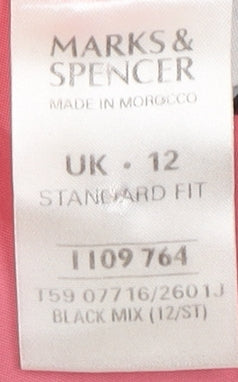 MARKS &
SPENCER
MADE IN MOROCCO
UK • 12
STANDARD FIT
1109 764
T59 07716/2601J
BLACK MIX (12/ST)